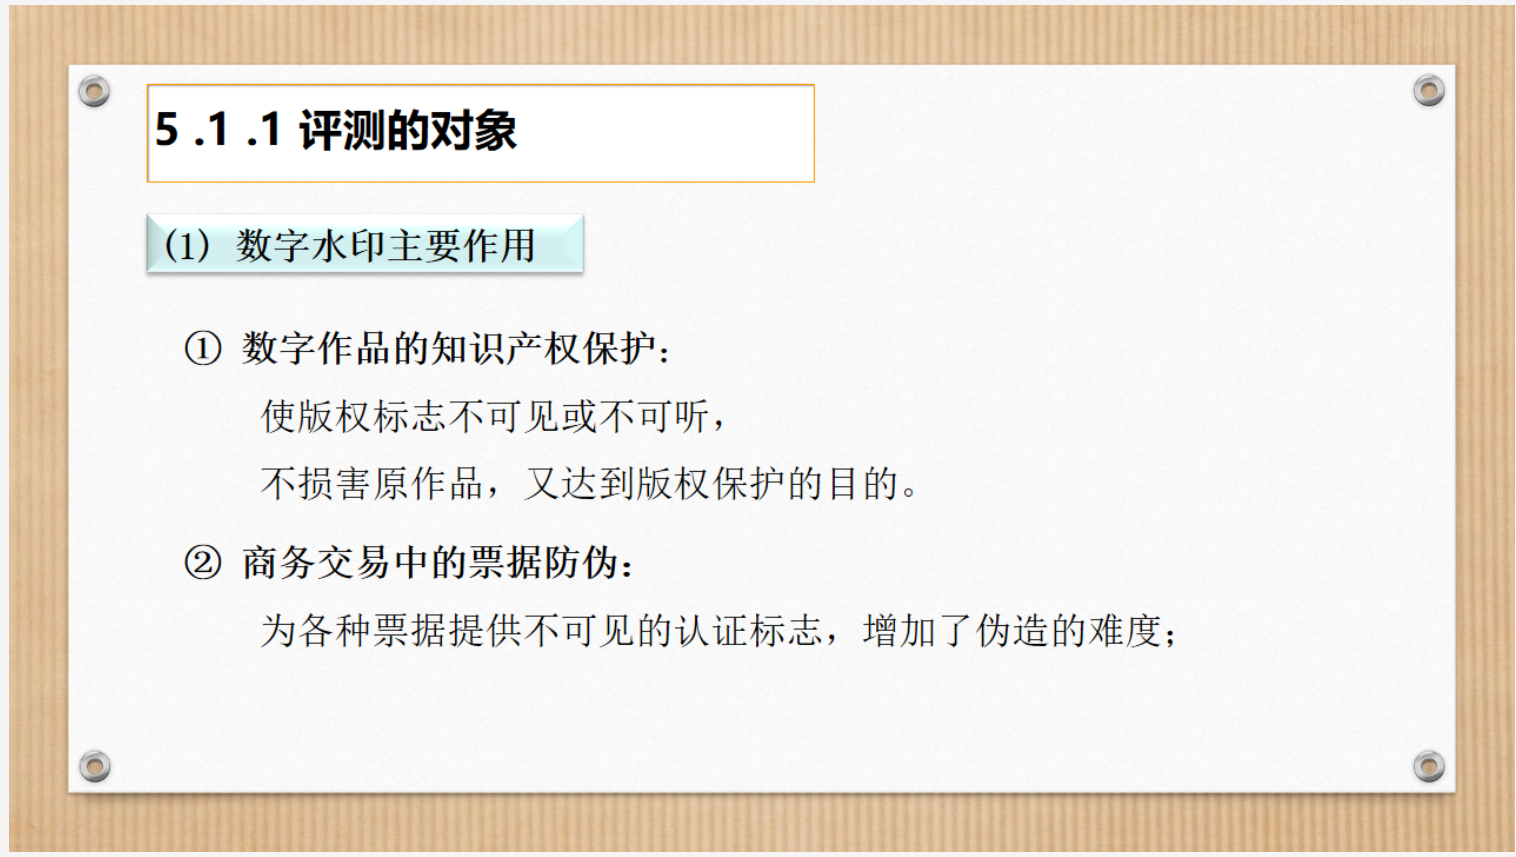 5 .1 .1 评测的对象
（1）数字水印主要作用
① 数字作品的知识产权保护：
使版权标志不可见或不可听，
不损害原作品，又达到版权保护的目的。
② 商务交易中的票据防伪：
为各种票据提供不可见的认证标志，增加了伪造的难度；